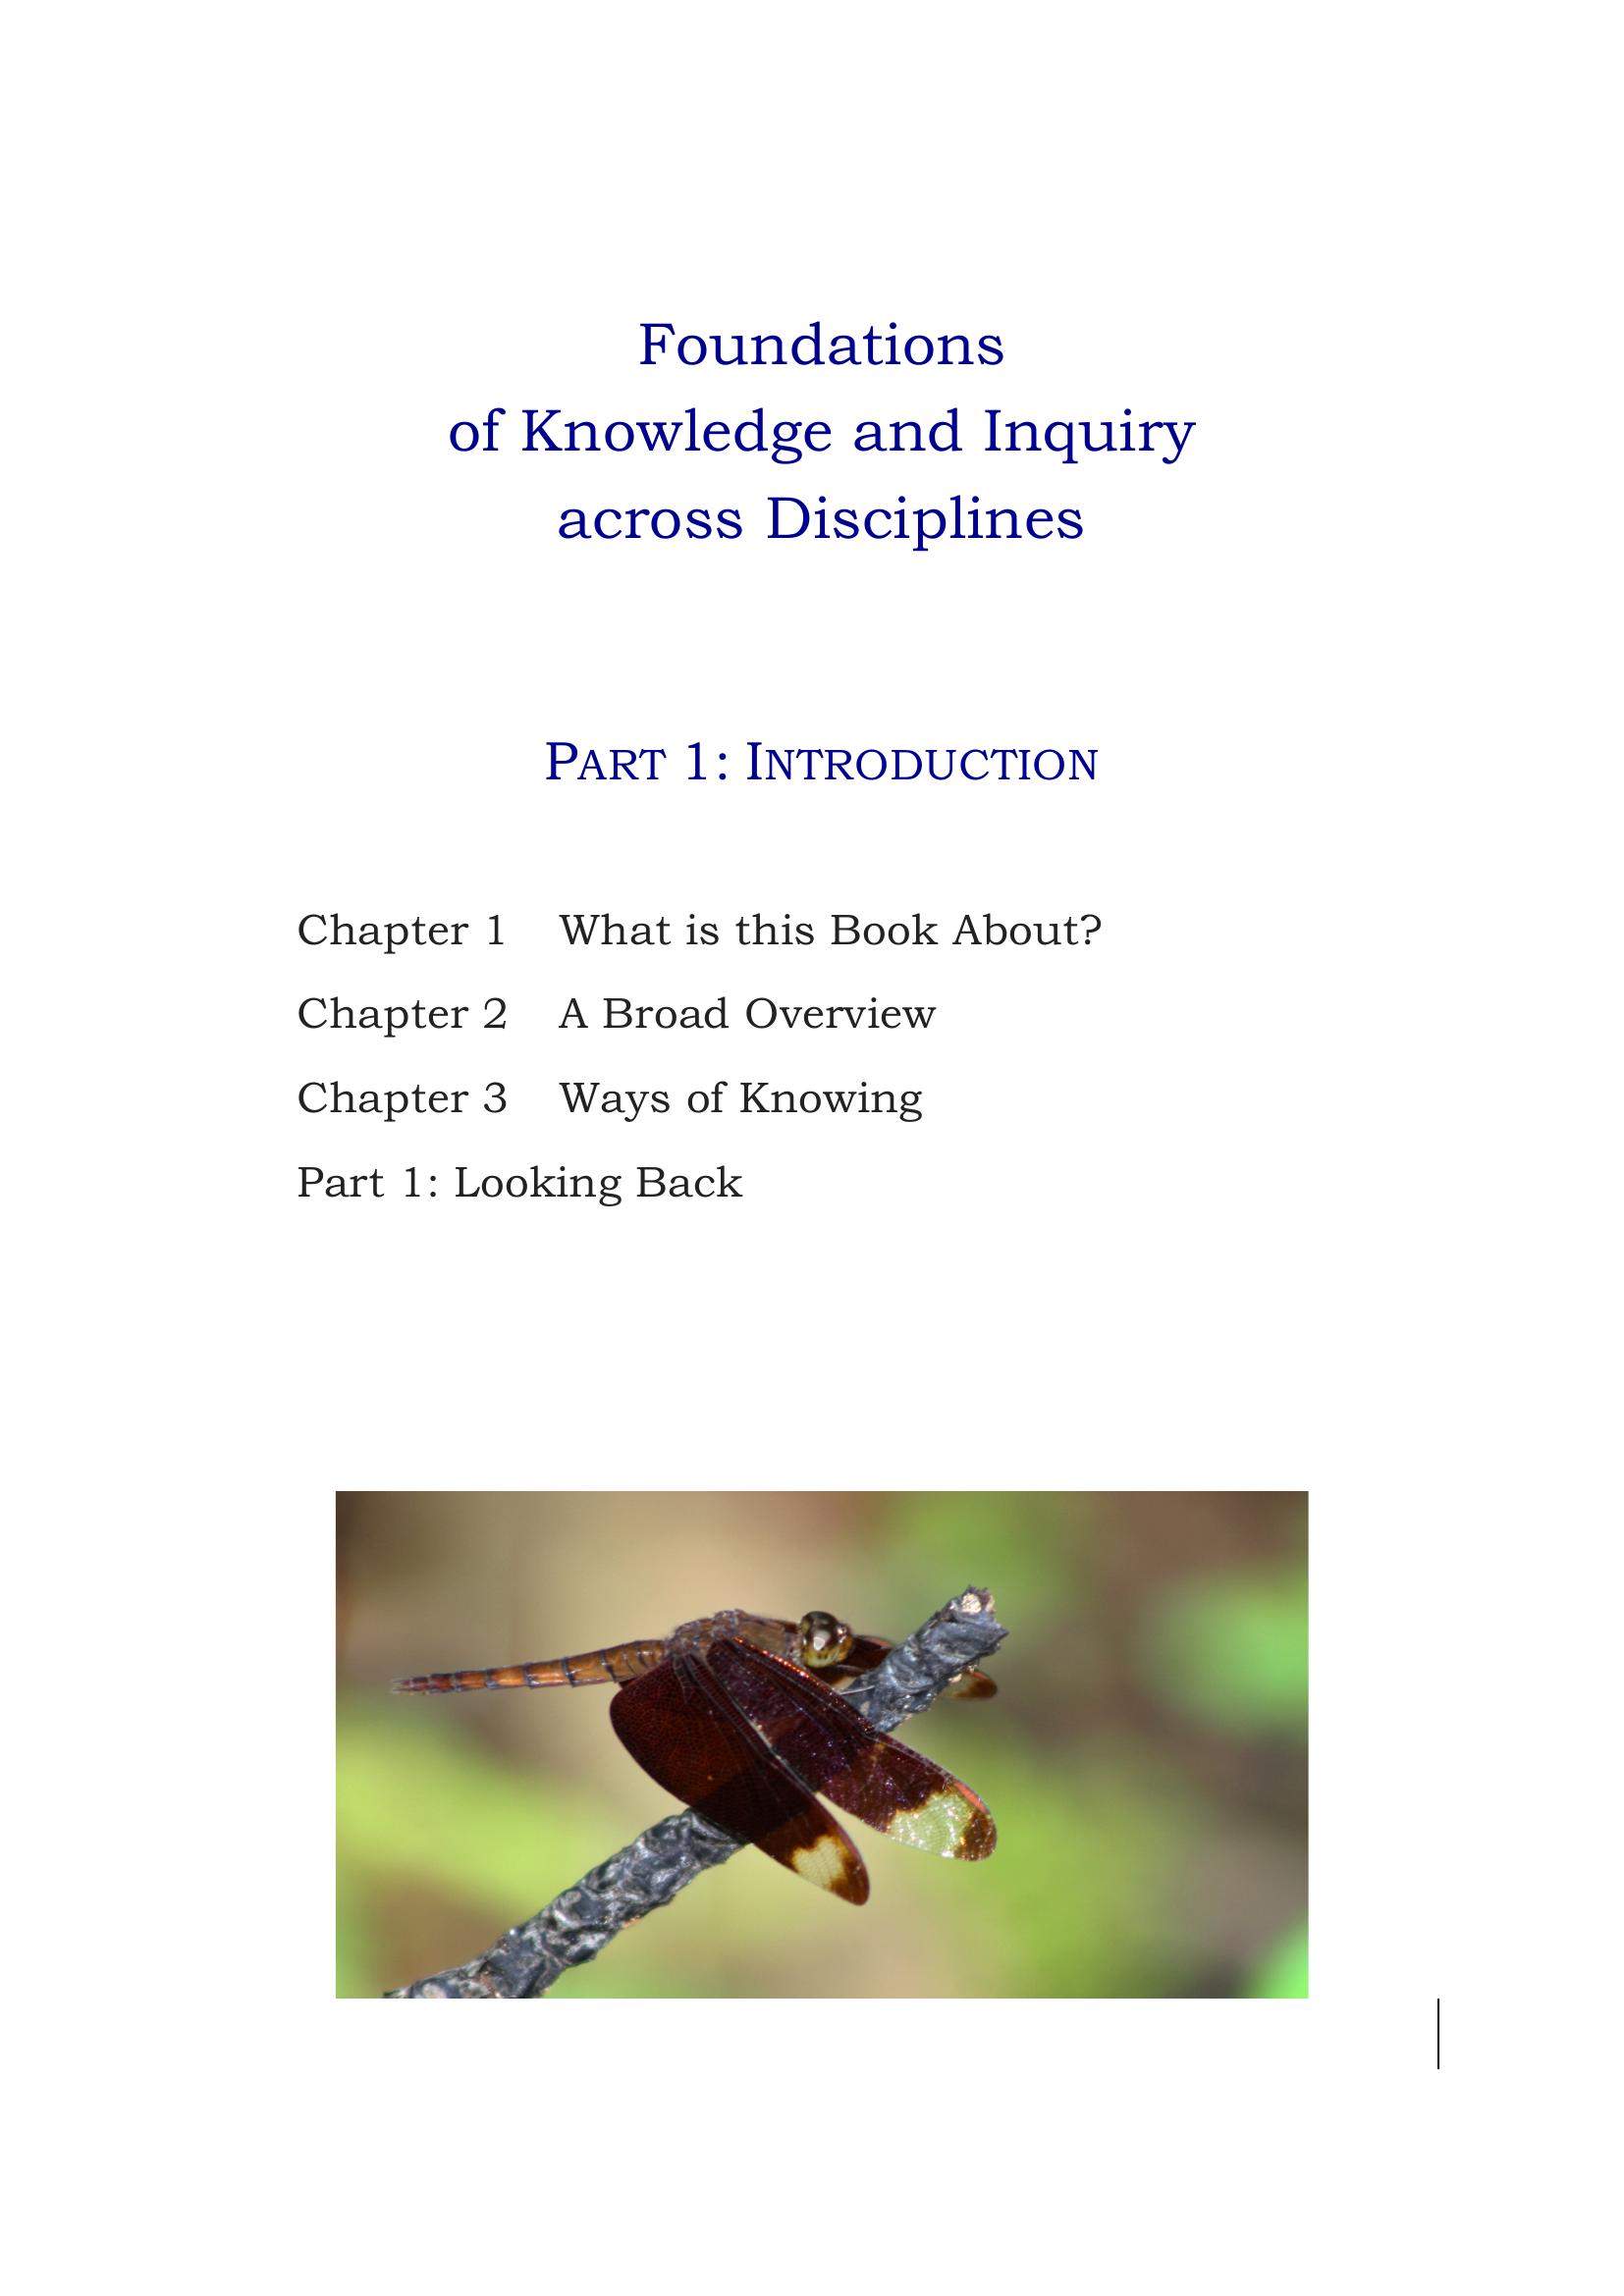 Foundations
of Knowledge and Inquiry
across Disciplines
PART 1: INTRODUCTION
Chapter 1 What is this Book About?
Chapter 2 A Broad Overview
Chapter 3 Ways of Knowing
Part 1: Looking Back